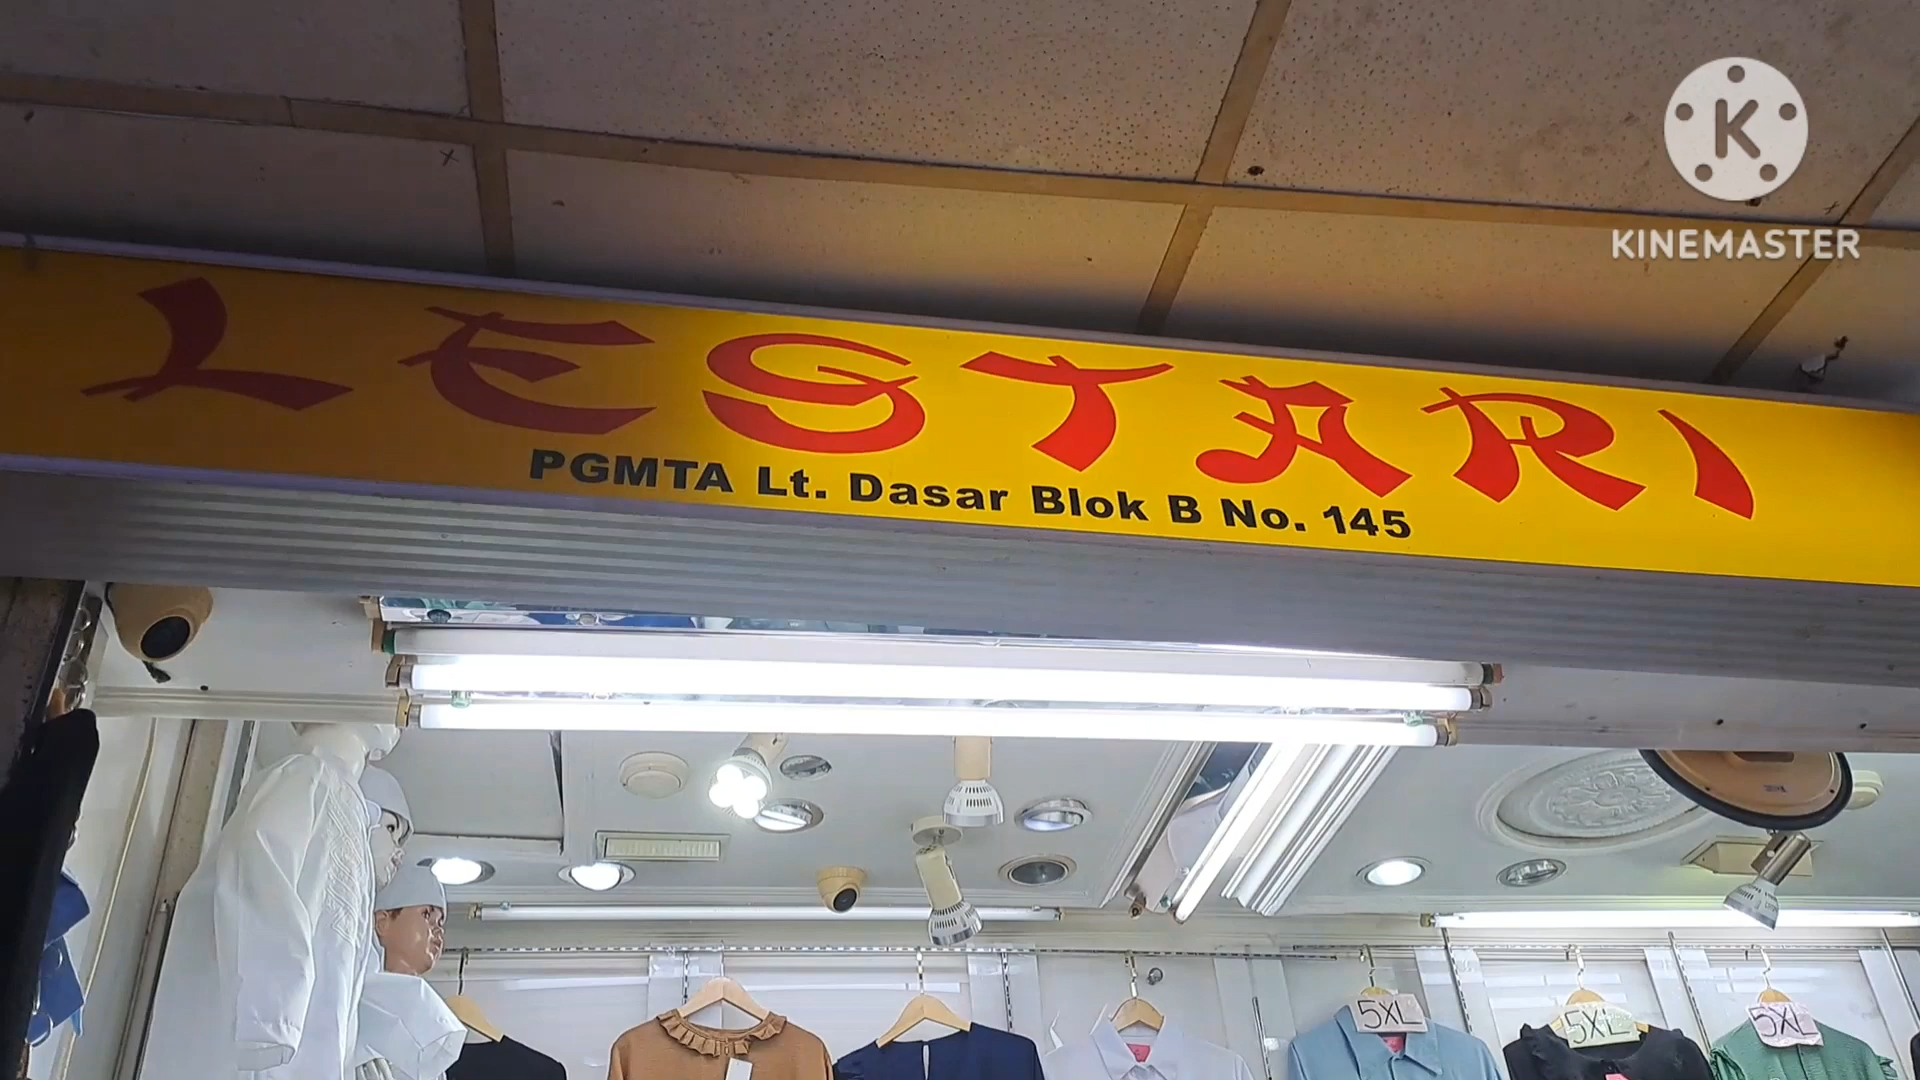 K
KINEMASTER
LESTARI
PGMTA Lt. Dasar Blok B No. 145
5XL
5XL
5XL